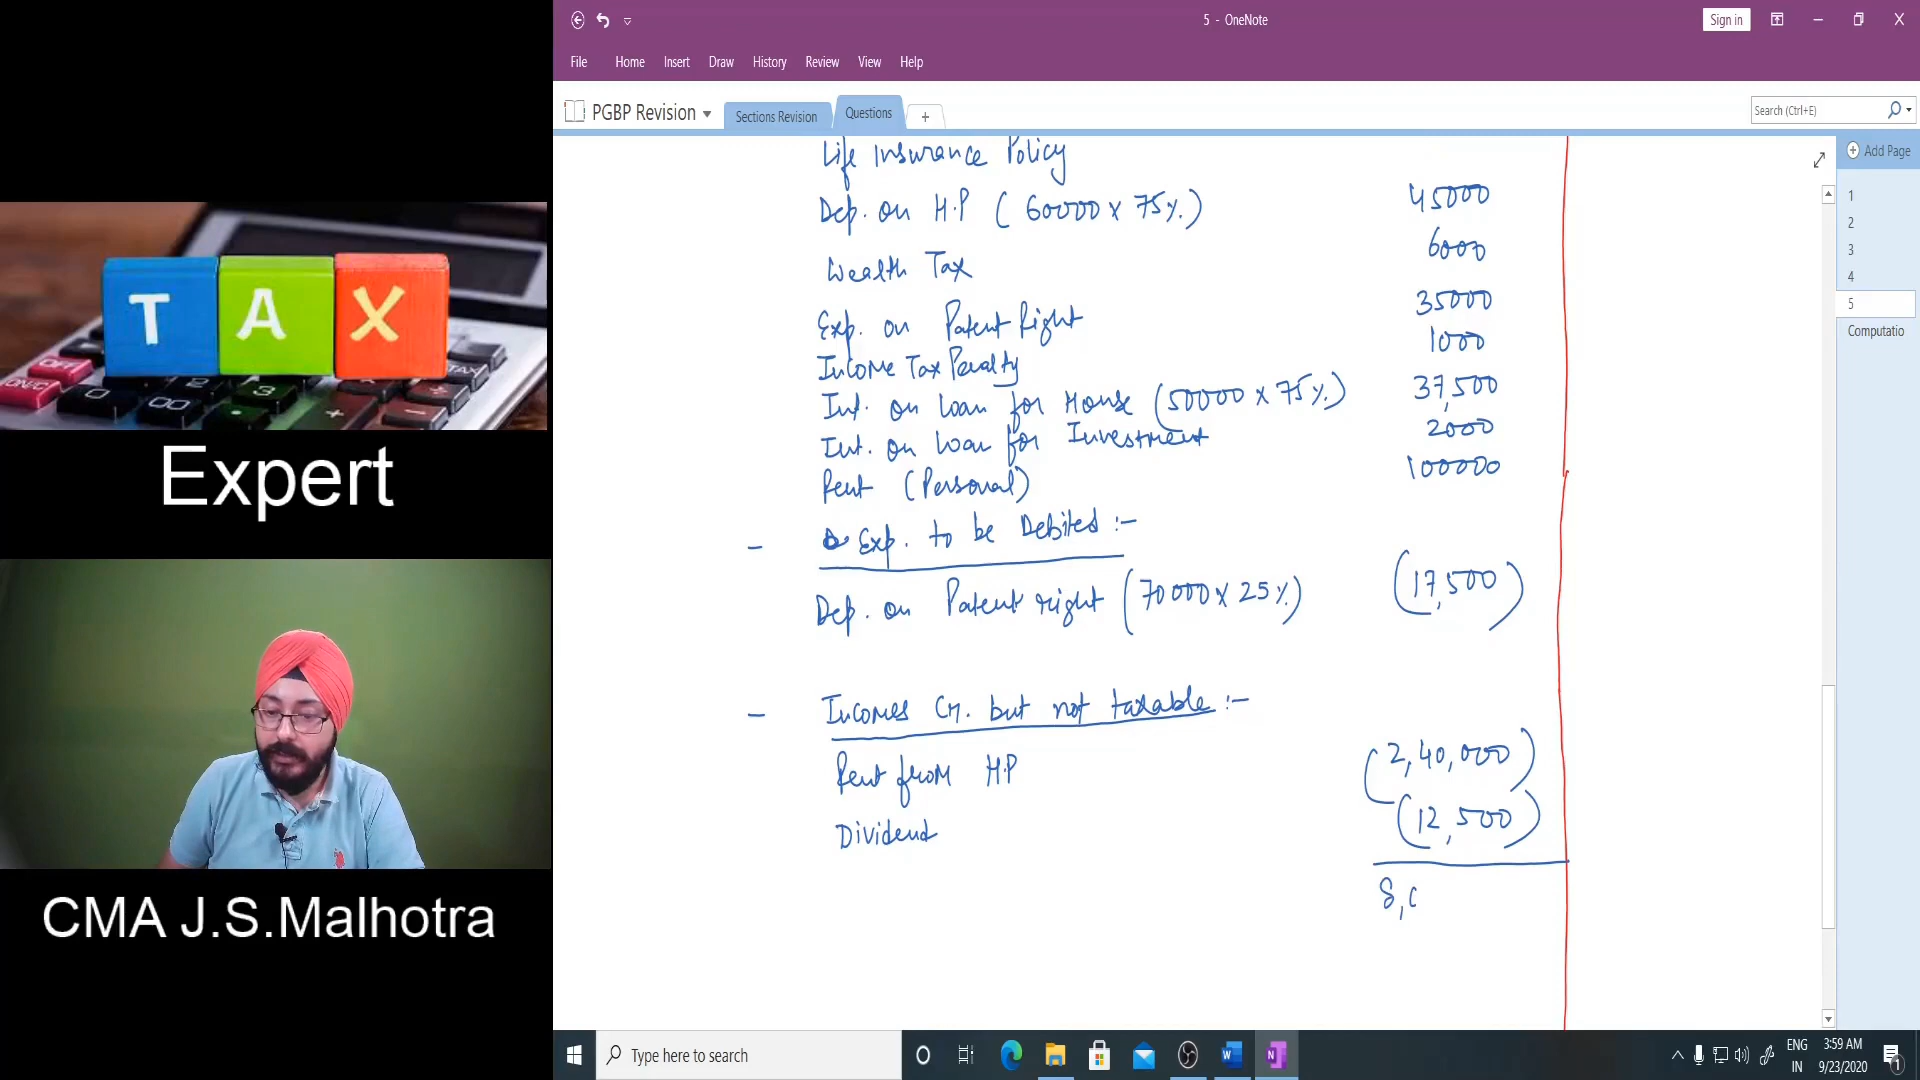 5 - OneNote
Sign in
File Home Insert Draw History Review View Help
PGBP Revision
Sections Revision
Questions
+
Search (Ctrl+E)
Add Page
1
2
3
4
5
Computatio
Life Insurance Policy
Dep. on H.P (60000 x 75%.) 45000
Wealth Tax 6000
Exp. on Patent Right 35000
Income Tax Penalty 1000
Int. on Loan for House (50000 x 75%.) 37,500
Int. on Loan for Investment 2000
Rent (Personal) 100000
- Exp. to be Debited :-
Dep. on Patent right (70000 x 25%.) (17,500)
- Incomes Cr. but not taxable :-
Rent from H.P (2,40,000)
Dividend (12,500)
8,0
TAX
Expert
CMA J.S.Malhotra
Type here to search
ENG
IN
3:59 AM
9/23/2020
1